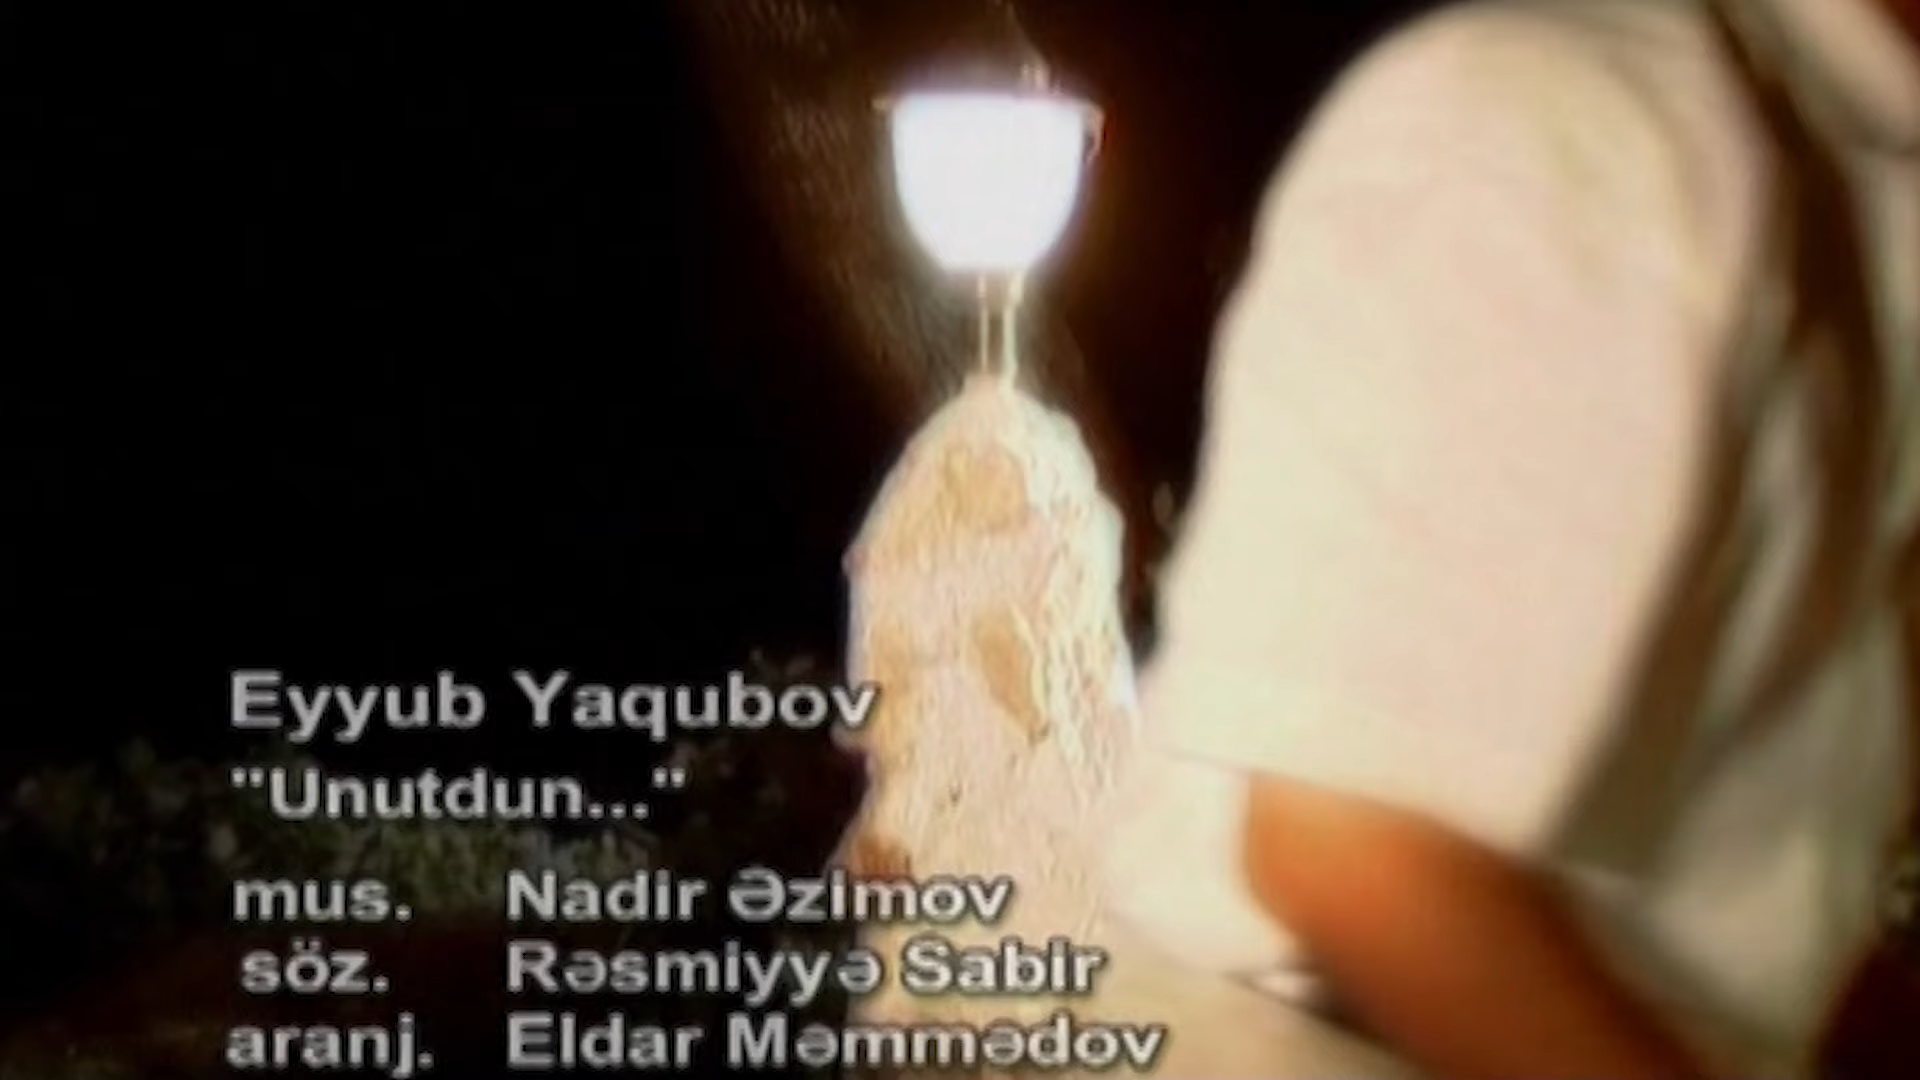 Eyyub Yaqubov
"Unutdun..."
mus. Nadir Əzimov
söz. Rəsmiyyə Sabir
aranj. Eldar Məmmədov